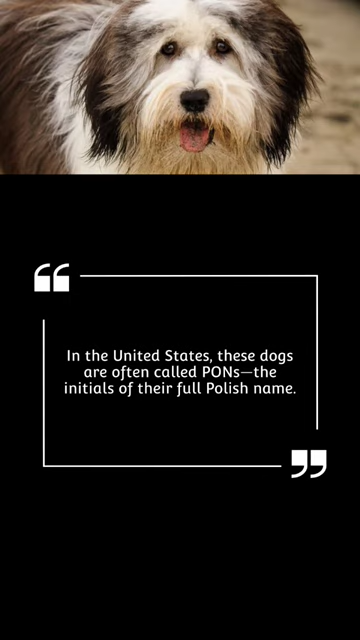 In the United States, these dogs
are often called PONs—the
initials of their full Polish name.